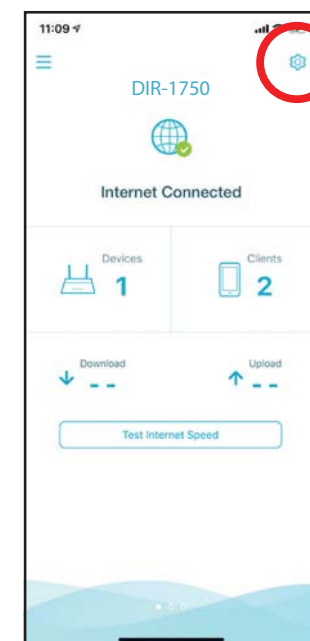 11:09
DIR-1750
Internet Connected
Devices
1
Clients
2
Download
- -
Upload
- -
Test Internet Speed